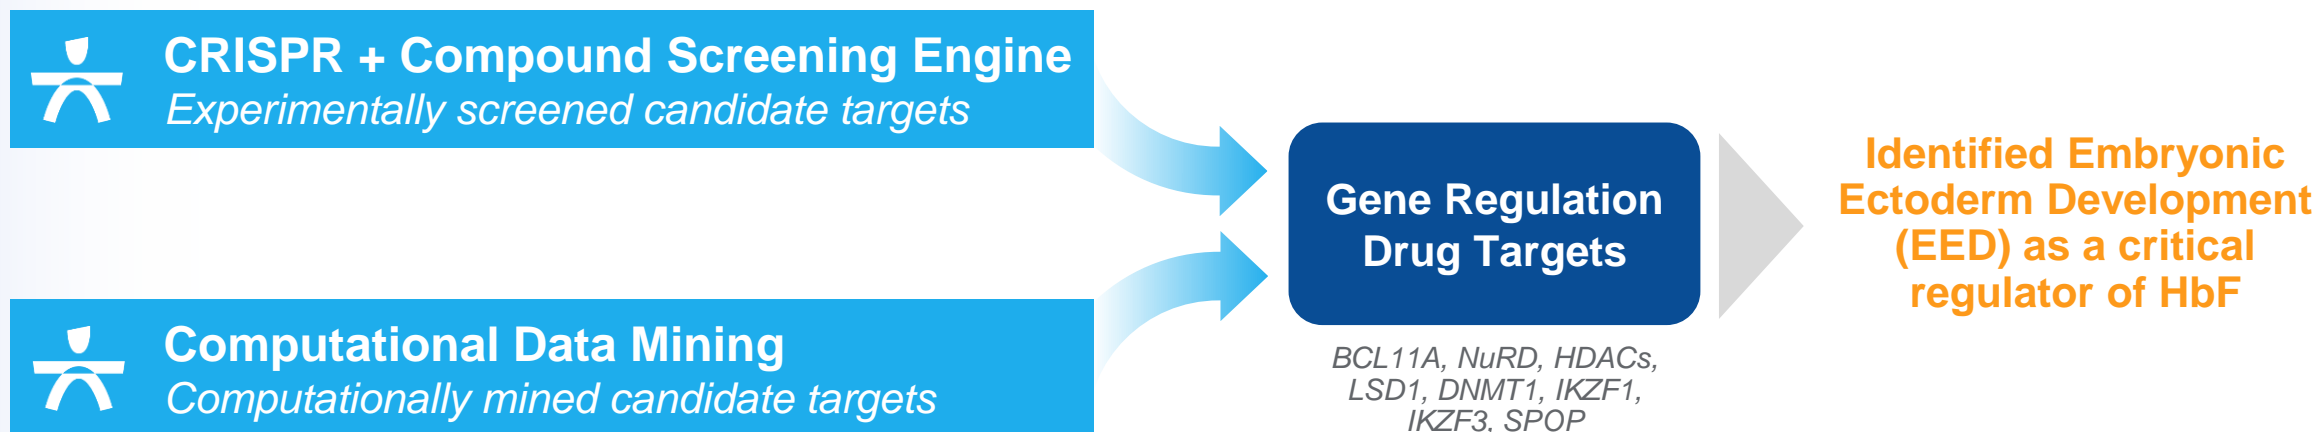 CRISPR + Compound Screening Engine
Experimentally screened candidate targets
Computational Data Mining
Computationally mined candidate targets
Gene Regulation
Drug Targets
BCL11A, NuRD, HDACs,
LSD1, DNMT1, IKZF1,
IKZF3, SPOP
Identified Embryonic
Ectoderm Development
(EED) as a critical
regulator of HbF